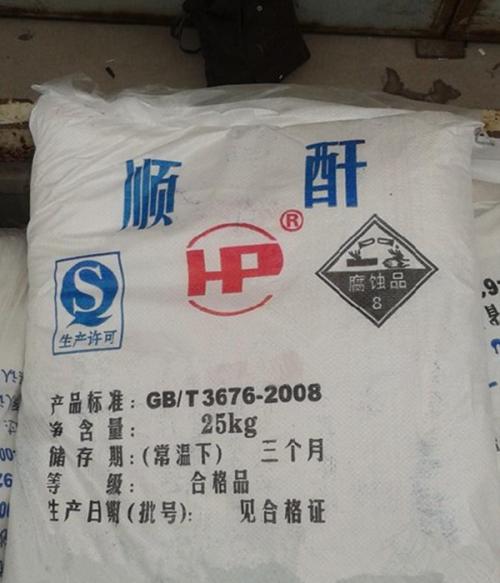 顺 酐
HP®
腐蚀品
8
生产许可
产品标准: GB/T 3676-2008
净含量: 25kg
储存期:(常温下) 三个月
等 级: 合格品
生产日期(批号): 见合格证